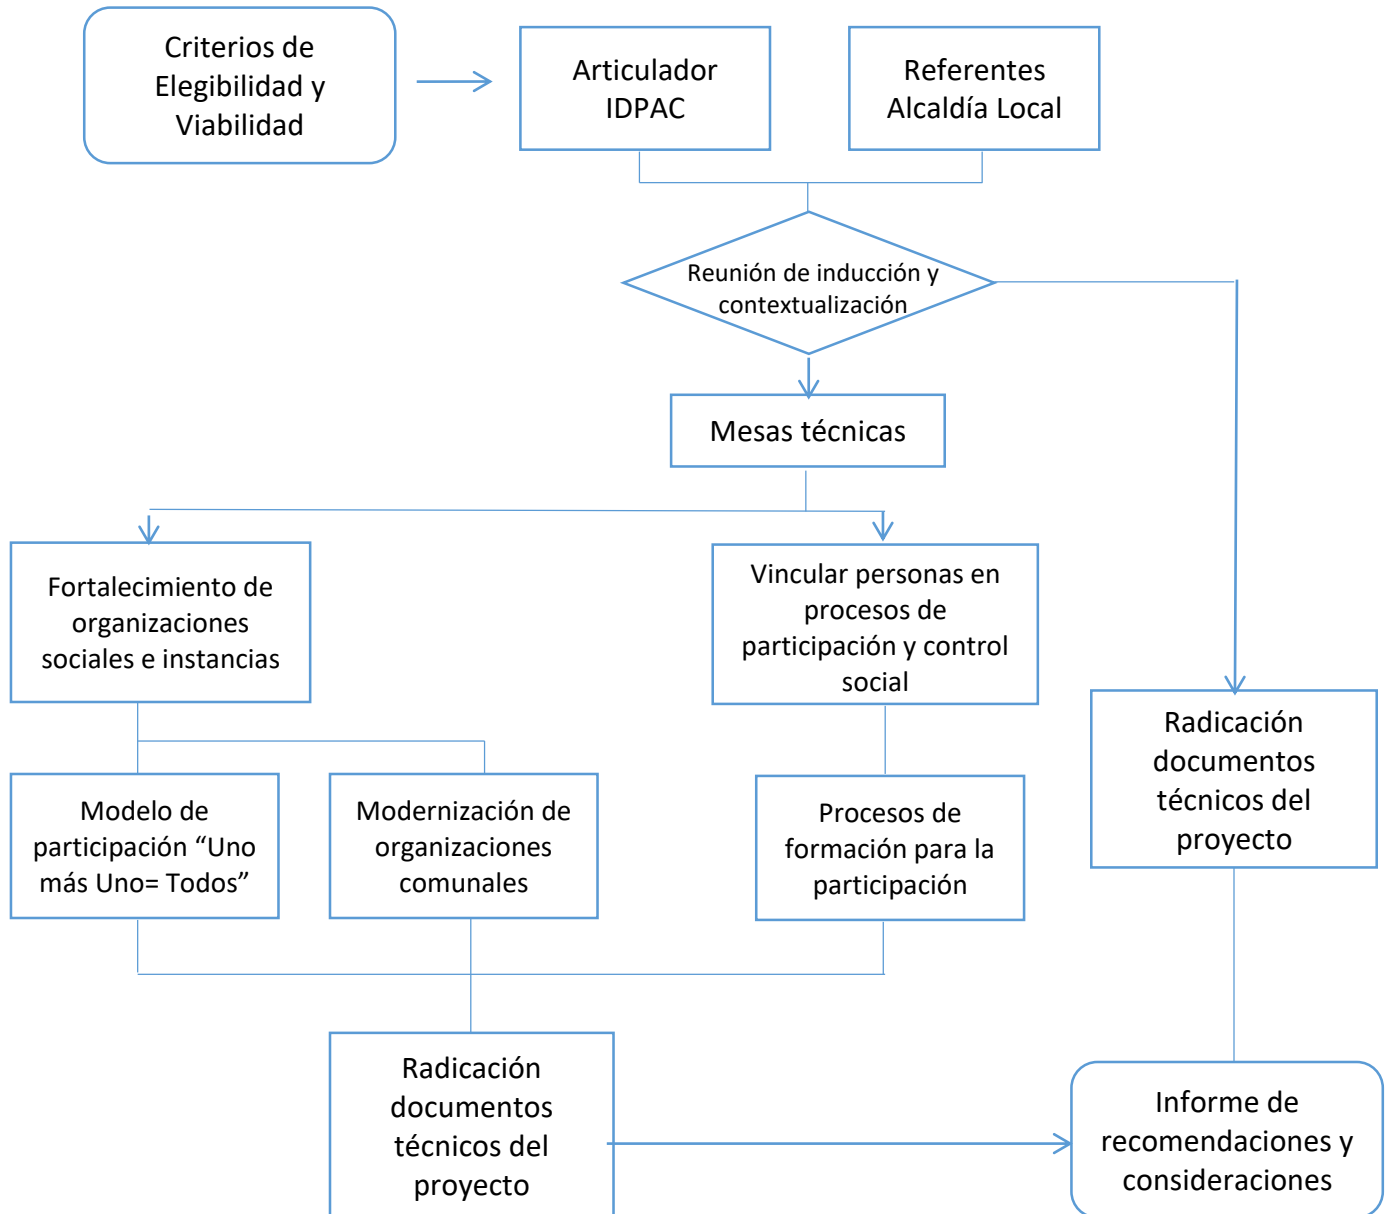 Criterios de
Elegibilidad y
Viabilidad
Articulador
IDPAC
Referentes
Alcaldía Local
Reunión de inducción y
contextualización
Mesas técnicas
Fortalecimiento de
organizaciones
sociales e instancias
Vincular personas en
procesos de
participación y control
social
Radicación
documentos
técnicos del
proyecto
Modelo de
participación “Uno
más Uno= Todos”
Modernización de
organizaciones
comunales
Procesos de
formación para la
participación
Radicación
documentos
técnicos del
proyecto
Informe de
recomendaciones y
consideraciones